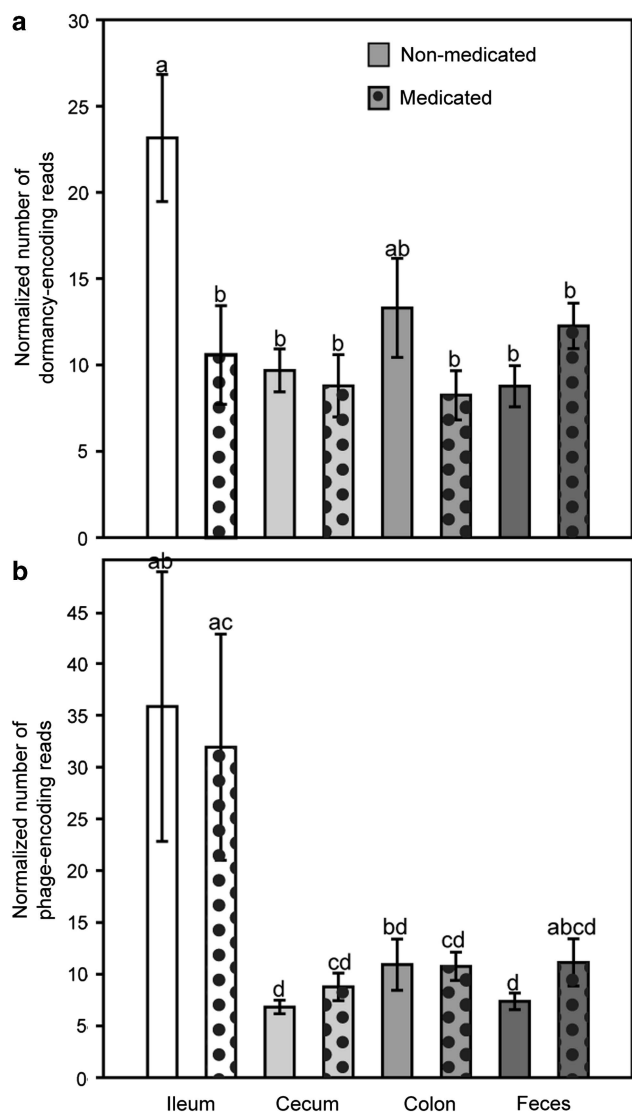 a
30
25
20
15
10
5
0
Normalized number of
dormancy-encoding reads
Non-medicated
Medicated
a
b
b
b
ab
b
b
b
b
45
40
35
30
25
20
15
10
5
0
Normalized number of
phage-encoding reads
ab
ac
d
cd
bd
cd
d
abcd
Ileum
Cecum
Colon
Feces